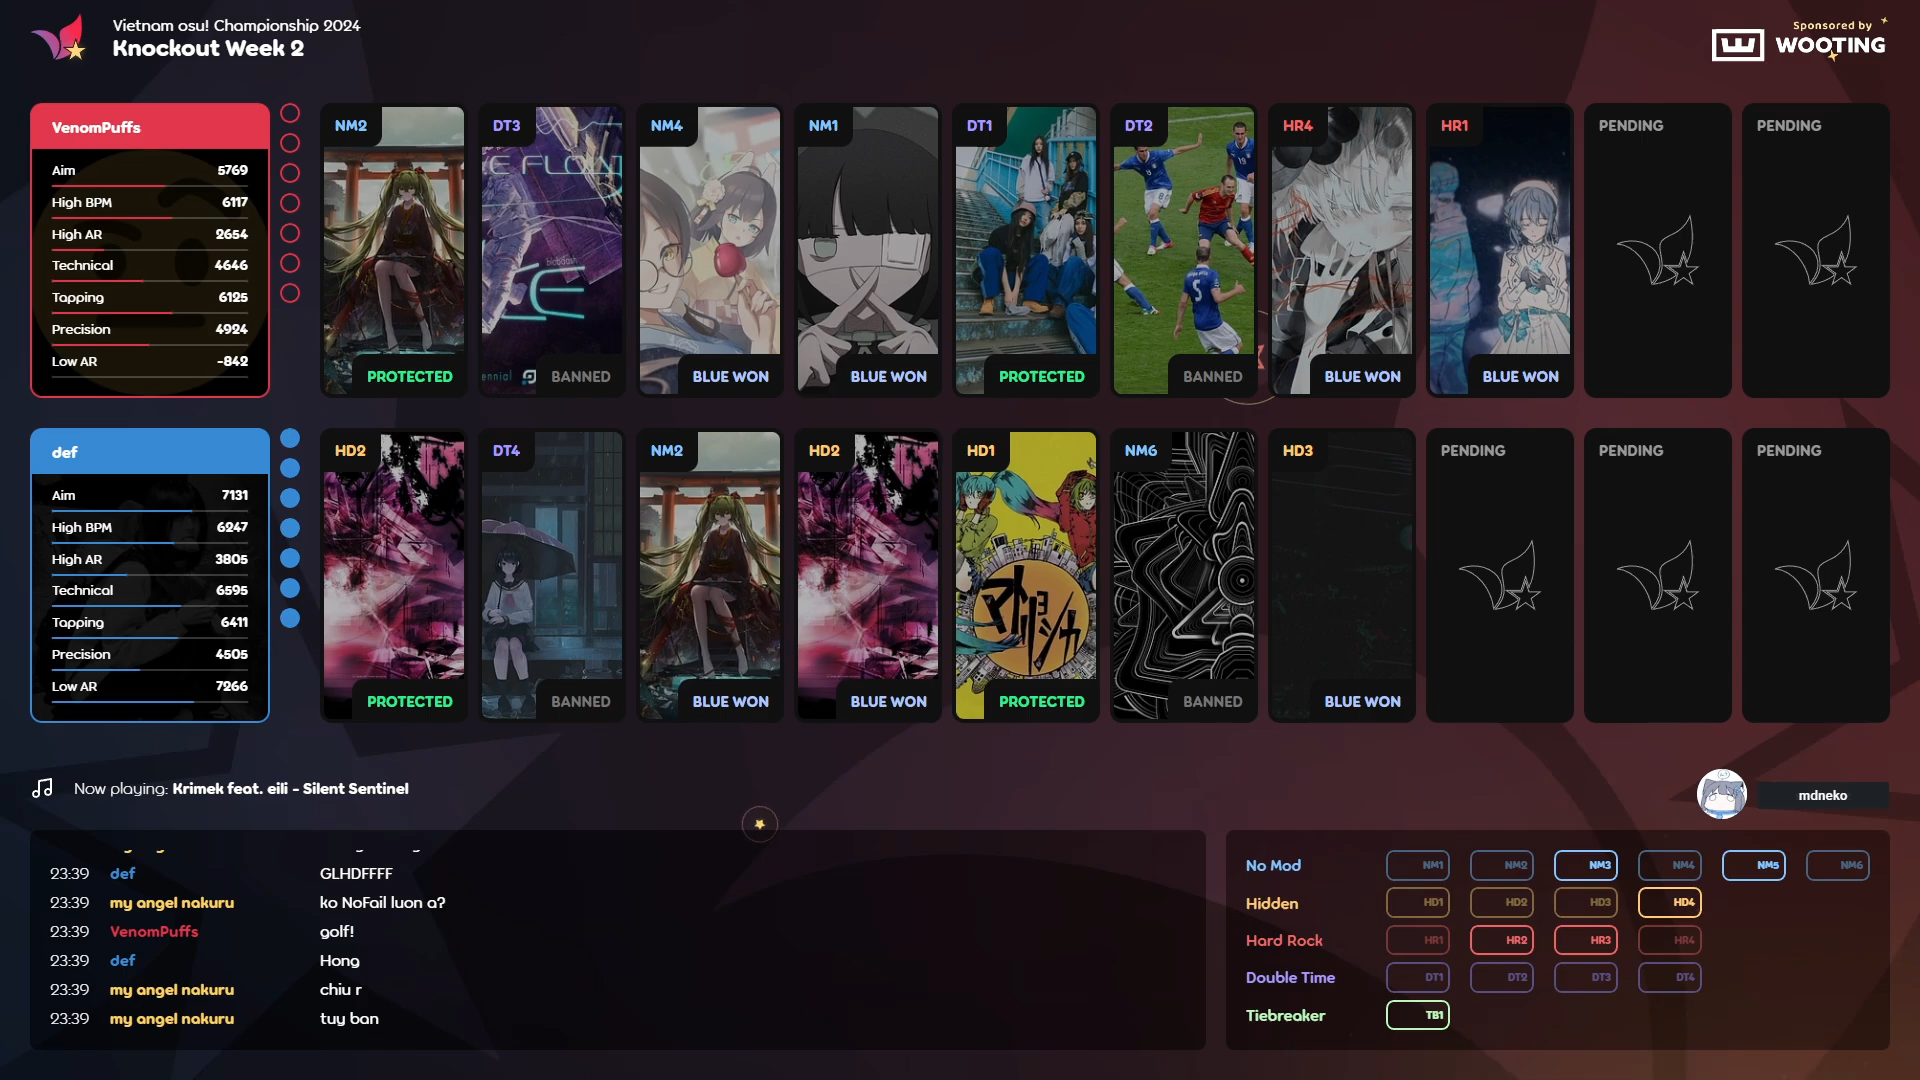 Vietnam osu! Championship 2024
Knockout Week 2
Sponsored by
WOOTING
VenomPuffs
Aim 5769
High BPM 6117
High AR 2654
Technical 4646
Tapping 6125
Precision 4924
Low AR -842
NM2
PROTECTED
DT3
BANNED
NM4
BLUE WON
NM1
BLUE WON
DT1
PROTECTED
DT2
BANNED
HR4
BLUE WON
HR1
BLUE WON
PENDING
PENDING
def
Aim 7131
High BPM 6247
High AR 3805
Technical 6595
Tapping 6411
Precision 4505
Low AR 7266
HD2
PROTECTED
DT4
BANNED
NM2
BLUE WON
HD2
BLUE WON
HD1
マトリョシカ
PROTECTED
NM6
BANNED
HD3
BLUE WON
PENDING
PENDING
PENDING
Now playing: Krimek feat. eili - Silent Sentinel
mdneko
23:39 def GLHDFFFF
23:39 my angel nakuru ko NoFail luon a?
23:39 VenomPuffs golf!
23:39 def Hong
23:39 my angel nakuru chiu r
23:39 my angel nakuru tuy ban
No Mod NM1 NM2 NM3 NM4 NM5 NM6
Hidden HD1 HD2 HD3 HD4
Hard Rock HR1 HR2 HR3 HR4
Double Time DT1 DT2 DT3 DT4
Tiebreaker TB1